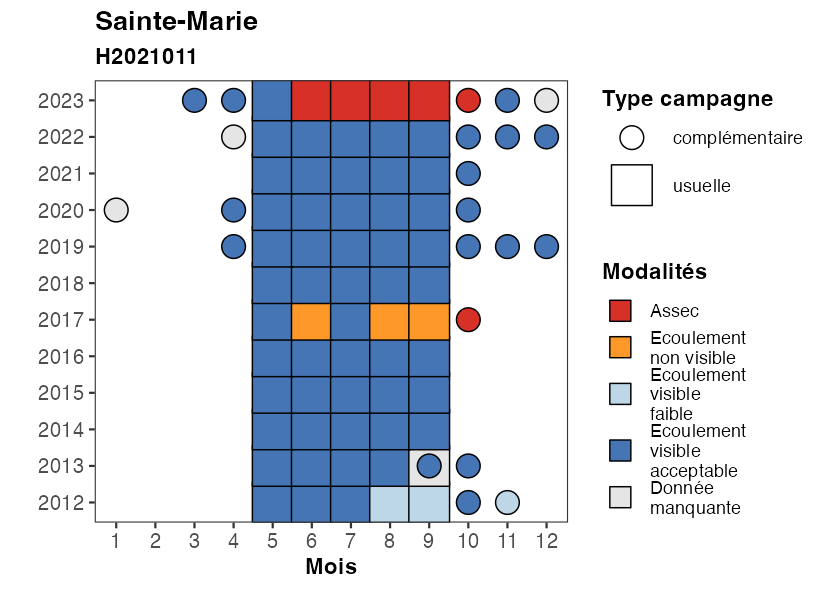 Sainte-Marie
H2021011
2023
2022
2021
2020
2019
2018
2017
2016
2015
2014
2013
2012
1 2 3 4 5 6 7 8 9 10 11 12
Mois
Type campagne
complémentaire
usuelle
Modalités
Assec
Ecoulement
non visible
Ecoulement
visible
faible
Ecoulement
visible
acceptable
Donnée
manquante